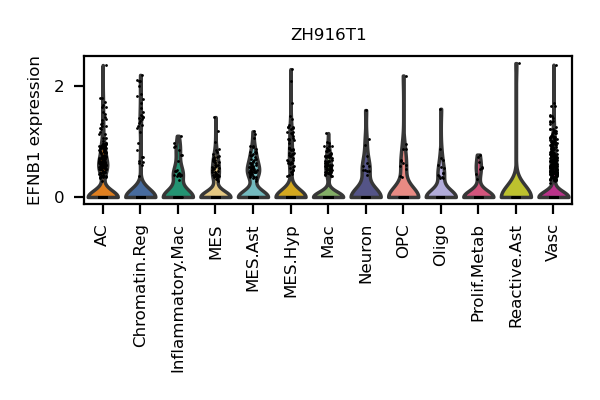 ZH916T1
EFNB1 expression
2
0
AC
Chromatin.Reg
Inflammatory.Mac
MES
MES.Ast
MES.Hyp
Mac
Neuron
OPC
Oligo
Prolif.Metab
Reactive.Ast
Vasc